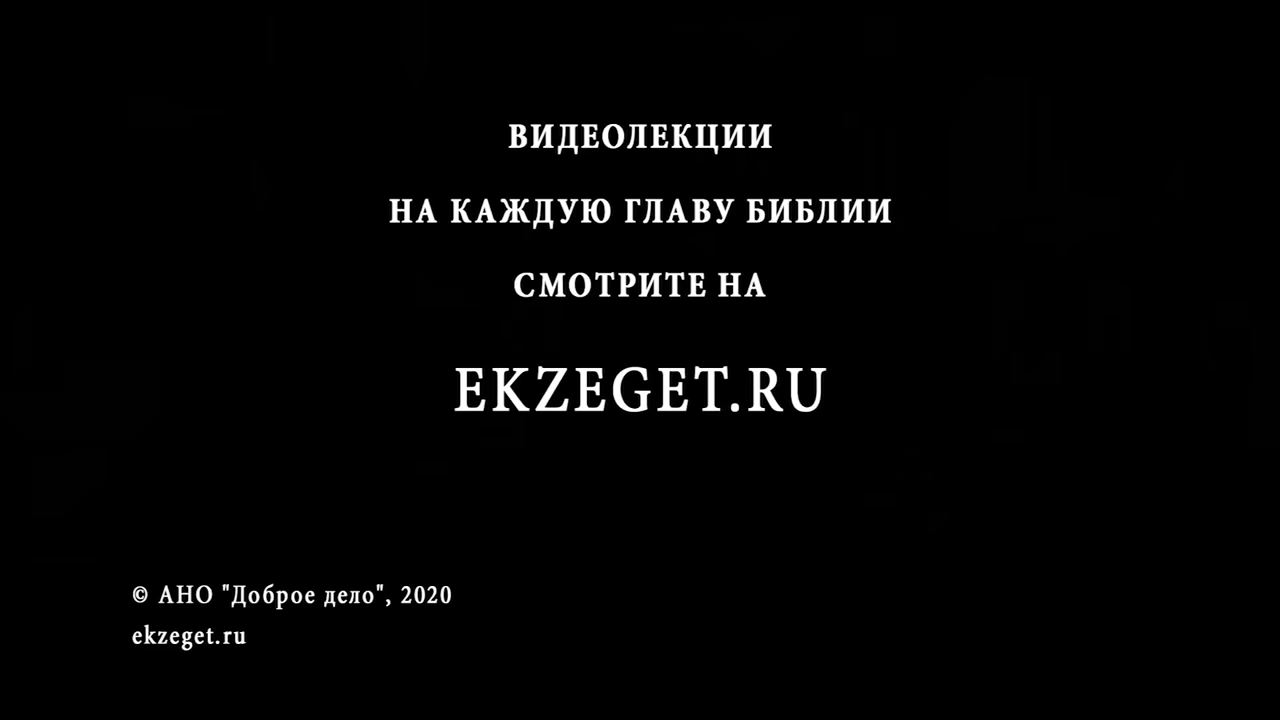 ВИДЕОЛЕКЦИИ
НА КАЖДУЮ ГЛАВУ БИБЛИИ
СМОТРИТЕ НА
EKZEGET.RU
© АНО "Доброе дело", 2020
ekzeget.ru